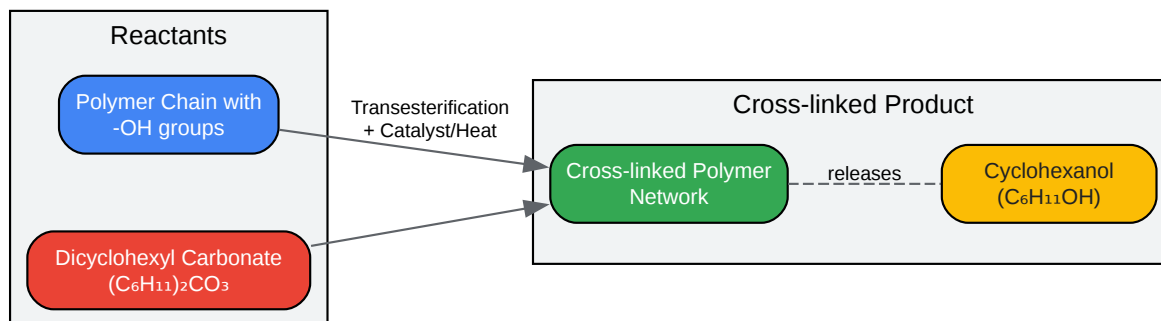 Reactants
Polymer Chain with
-OH groups
Dicyclohexyl Carbonate
(C₆H₁₁)₂CO₃
Transesterification
+ Catalyst/Heat
Cross-linked Product
Cross-linked Polymer
Network
releases
Cyclohexanol
(C₆H₁₁OH)